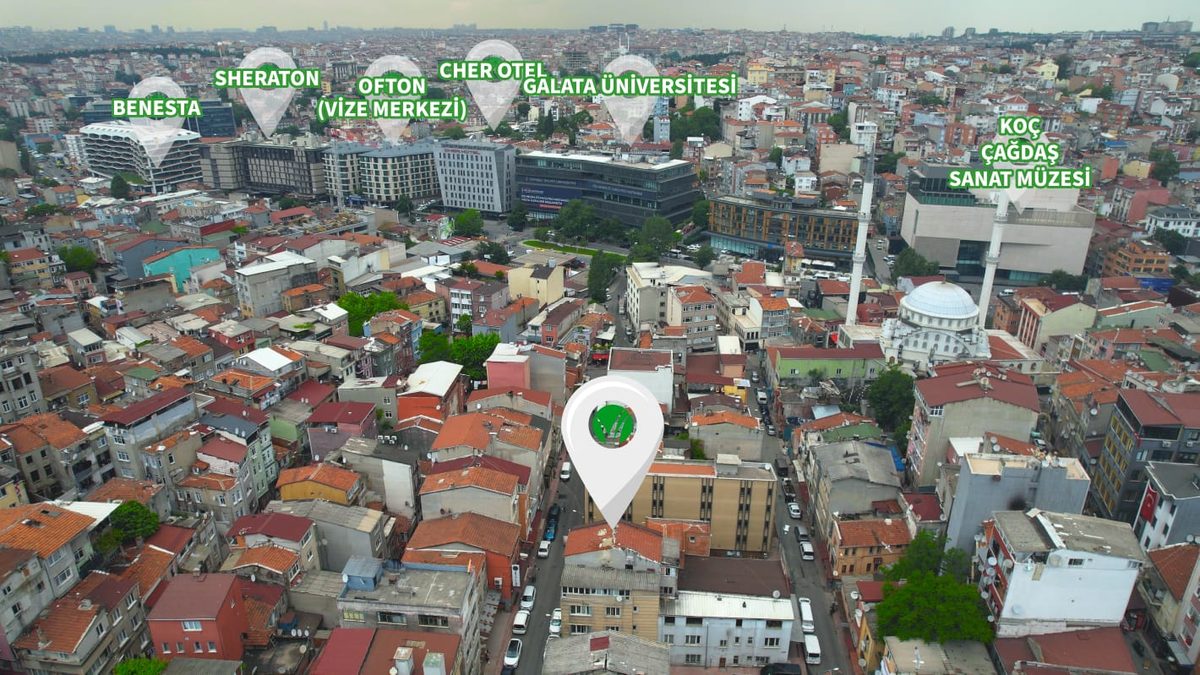 BENESTA
SHERATON
OFTON
(VİZE MERKEZİ)
CHER OTEL
GALATA ÜNİVERSİTESİ
KOÇ
ÇAĞDAŞ
SANAT MÜZESİ